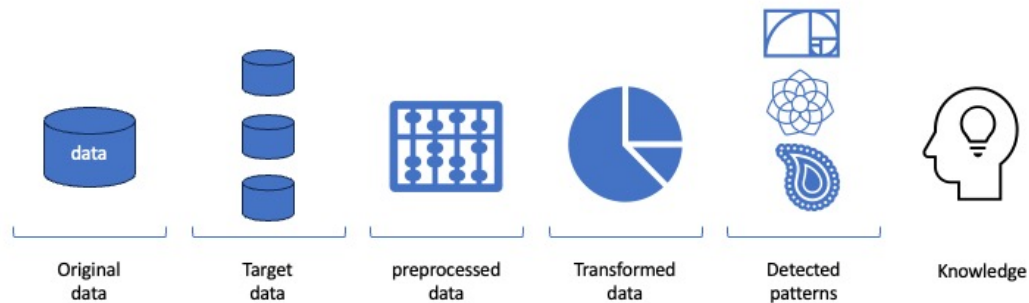 data
Original
data
Target
data
preprocessed
data
Transformed
data
Detected
patterns
Knowledge